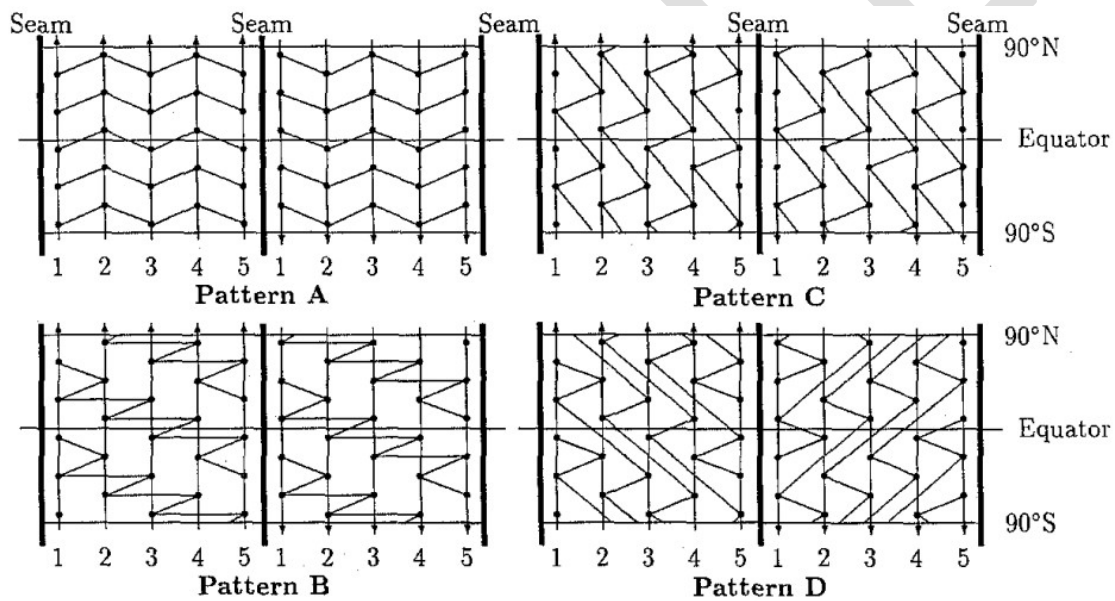 Seam Seam Seam Seam Seam
90°N
Equator
90°S
1 2 3 4 5 1 2 3 4 5 1 2 3 4 5 1 2 3 4 5
Pattern A Pattern C
90°N
Equator
90°S
1 2 3 4 5 1 2 3 4 5 1 2 3 4 5 1 2 3 4 5
Pattern B Pattern D